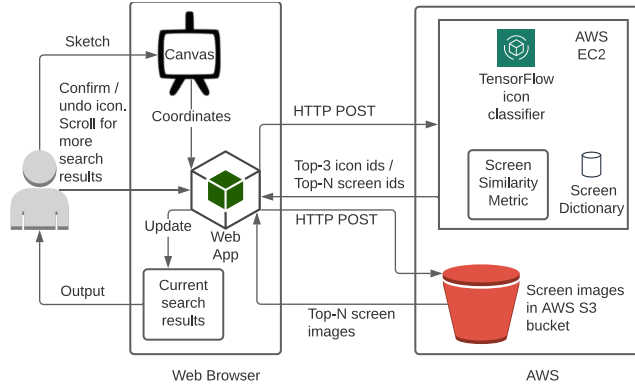 Sketch
Canvas
Confirm /
undo icon.
Scroll for
more
search
results
Coordinates
HTTP POST
AWS
EC2
TensorFlow
icon
classifier
Top-3 icon ids /
Top-N screen ids
Screen
Similarity
Metric
Screen
Dictionary
HTTP POST
Update
Web
App
Output
Current
search
results
Top-N screen
images
Screen images
in AWS S3
bucket
Web Browser
AWS